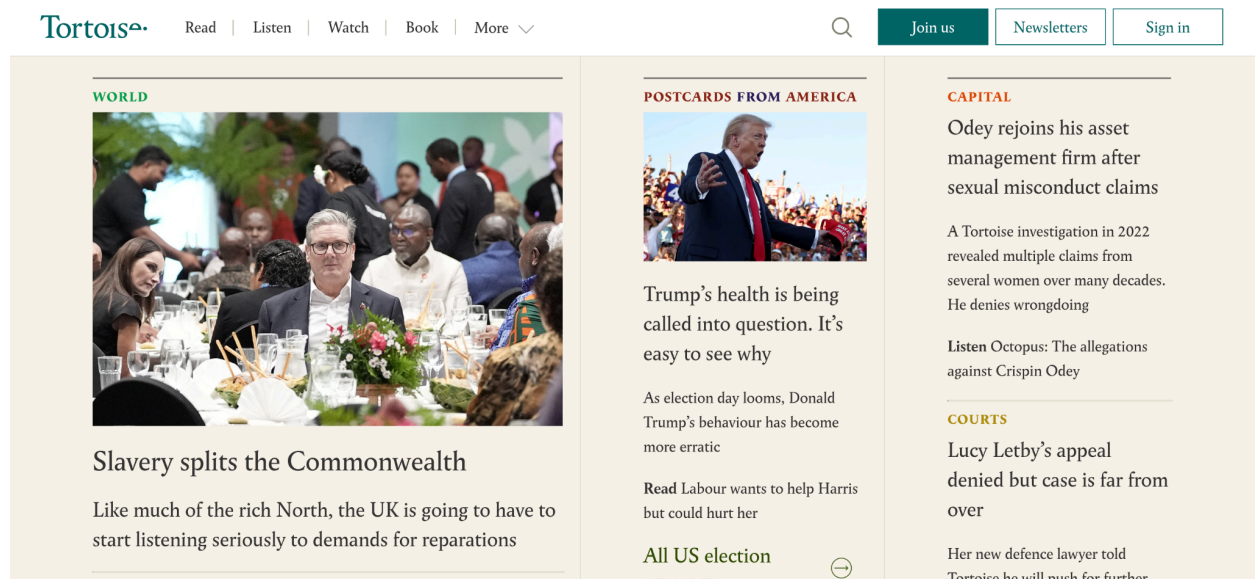 Tortoise
Read
Listen
Watch
Book
More
Join us
Newsletters
Sign in
WORLD
Slavery splits the Commonwealth
Like much of the rich North, the UK is going to have to
start listening seriously to demands for reparations
POSTCARDS FROM AMERICA
Trump’s health is being
called into question. It’s
easy to see why
As election day looms, Donald
Trump’s behaviour has become
more erratic
Read Labour wants to help Harris
but could hurt her
All US election
CAPITAL
Odey rejoins his asset
management firm after
sexual misconduct claims
A Tortoise investigation in 2022
revealed multiple claims from
several women over many decades.
He denies wrongdoing
Listen Octopus: The allegations
against Crispin Odey
COURTS
Lucy Letby’s appeal
denied but case is far from
over
Her new defence lawyer told
Tortoise he will push for further